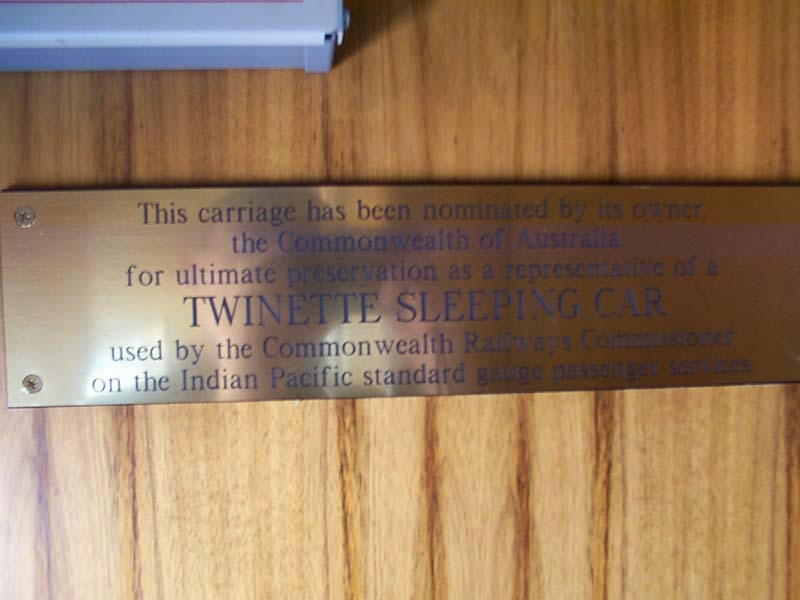 This carriage has been nominated by its owner,
the Commonwealth of Australia
for ultimate preservation as a representative of a
TWINETTE SLEEPING CAR
used by the Commonwealth Railways Commissioner
on the Indian Pacific standard gauge passenger services